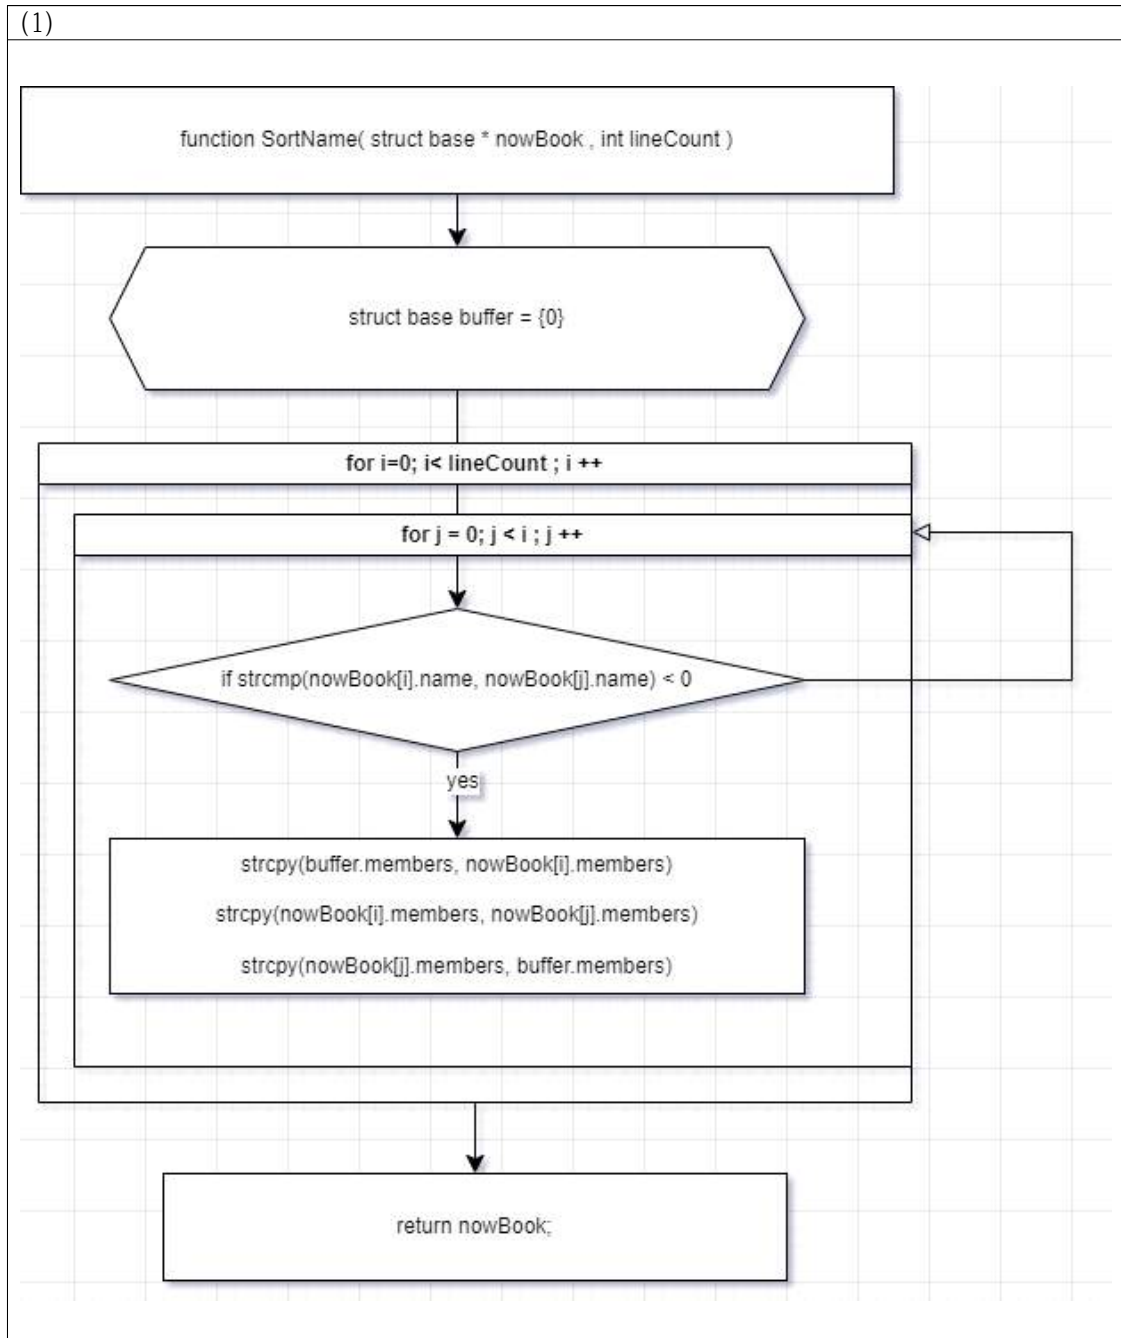 (1)
function SortName( struct base * nowBook , int lineCount )
struct base buffer = {0}
for i=0; i< lineCount ; i ++
for j = 0; j < i ; j ++
if strcmp(nowBook[i].name, nowBook[j].name) < 0
yes
strcpy(buffer.members, nowBook[i].members)
strcpy(nowBook[i].members, nowBook[j].members)
strcpy(nowBook[j].members, buffer.members)
return nowBook;